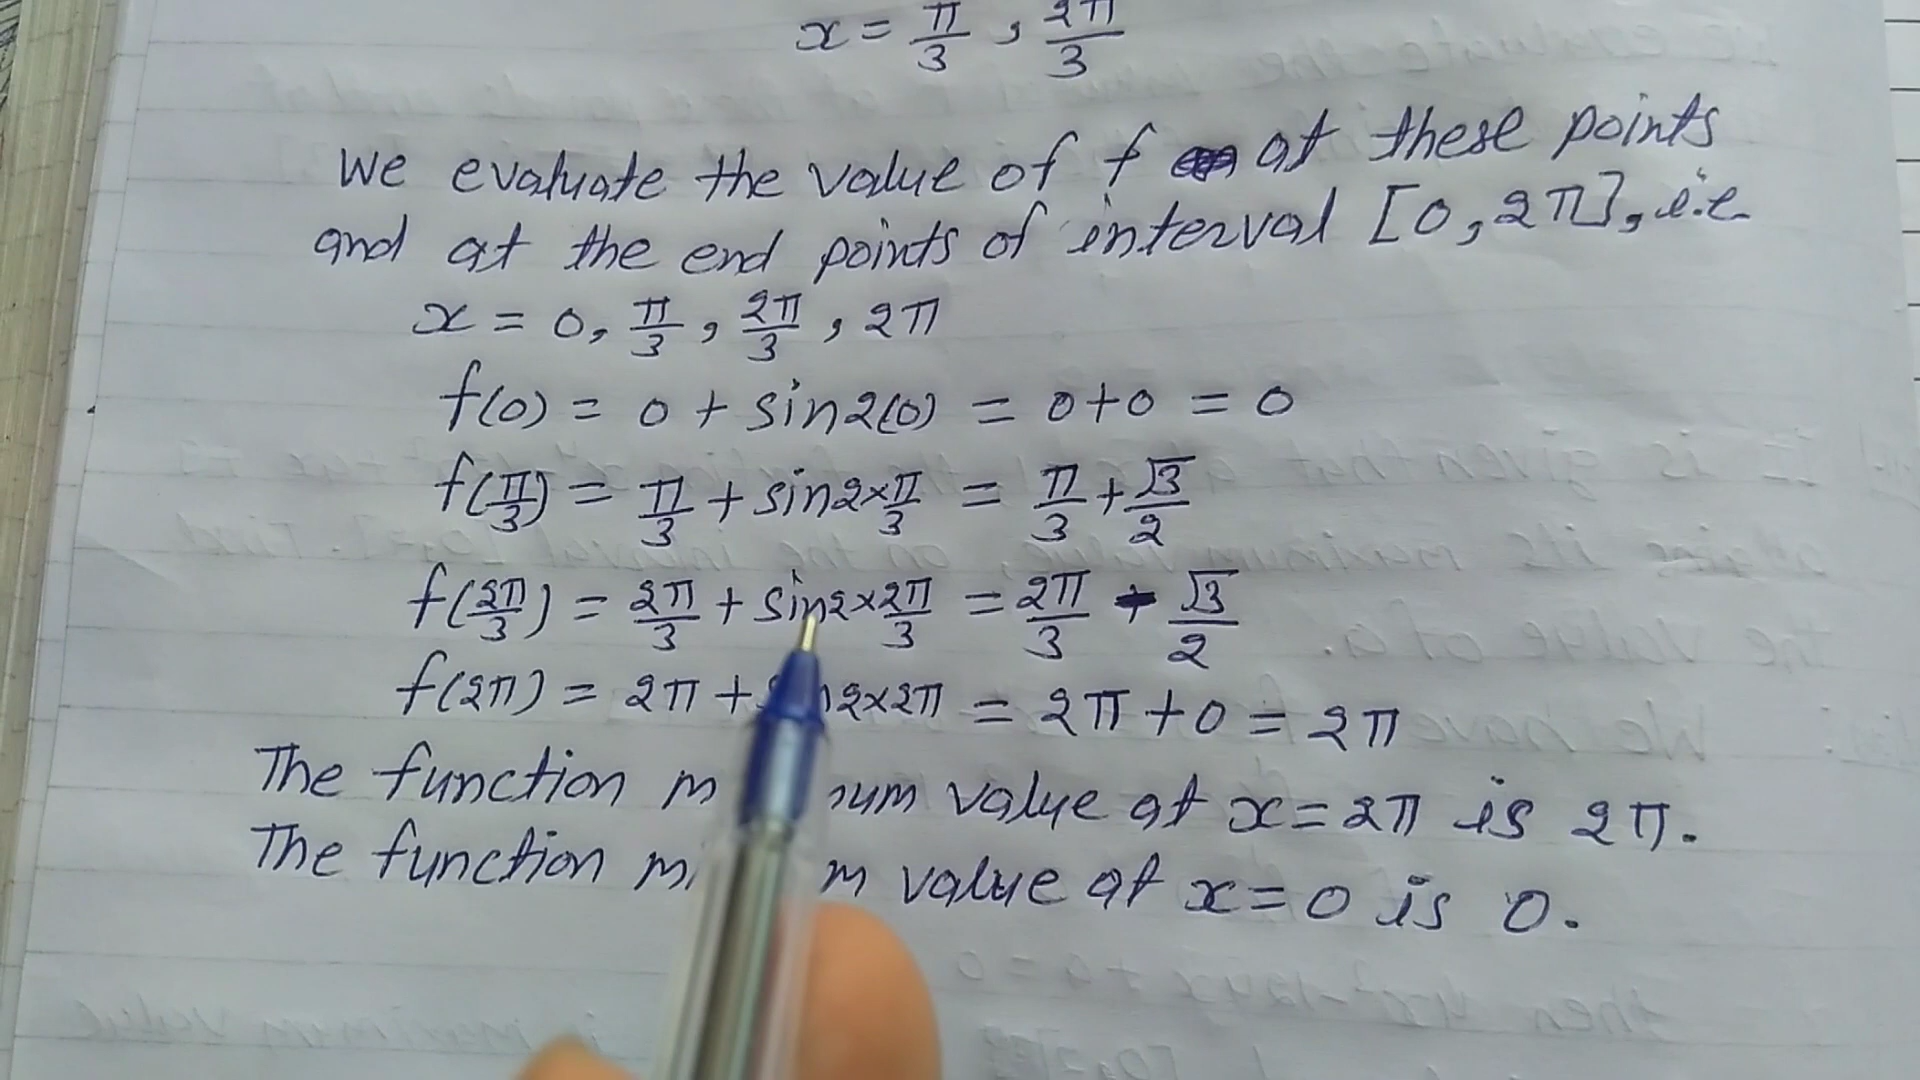 x = π/3 , 2π/3
We evaluate the value of f at these points
and at the end points of interval [0, 2π], i.e.
x = 0, π/3 , 2π/3 , 2π
f(0) = 0 + sin2(0) = 0+0 = 0
f(π/3) = π/3 + sin2×π/3 = π/3 + √3/2
f(2π/3) = 2π/3 + sin2×2π/3 = 2π/3 - √3/2
f(2π) = 2π + sin2×2π = 2π + 0 = 2π
The function value at x = 2π is 2π.
The function value at x = 0 is 0.